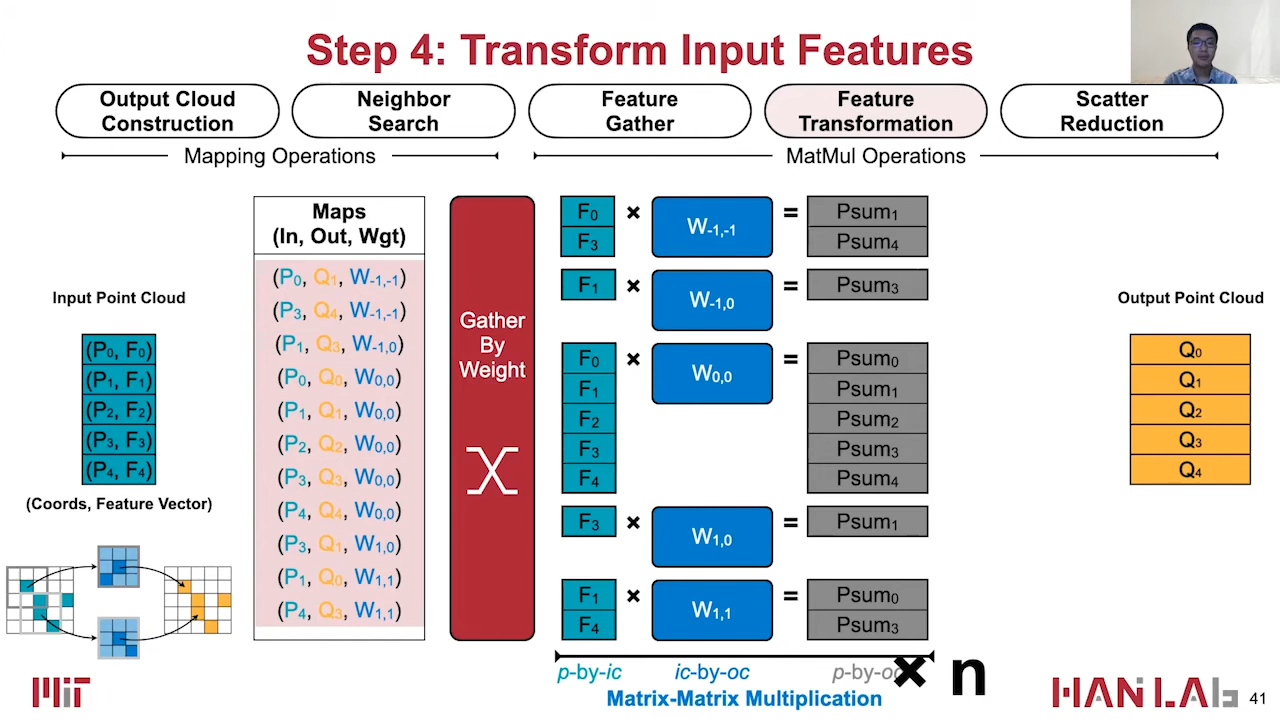 Step 4: Transform Input Features
Output Cloud
Construction
Neighbor
Search
Feature
Gather
Feature
Transformation
Scatter
Reduction
Mapping Operations
MatMul Operations
Input Point Cloud
(P₀, F₀)
(P₁, F₁)
(P₂, F₂)
(P₃, F₃)
(P₄, F₄)
(Coords, Feature Vector)
Maps
(In, Out, Wgt)
(P₀, Q₁, W₋₁,₋₁)
(P₃, Q₄, W₋₁,₋₁)
(P₁, Q₃, W₋₁,₀)
(P₀, Q₀, W₀,₀)
(P₁, Q₁, W₀,₀)
(P₂, Q₂, W₀,₀)
(P₃, Q₃, W₀,₀)
(P₄, Q₄, W₀,₀)
(P₃, Q₁, W₁,₀)
(P₁, Q₀, W₁,₁)
(P₄, Q₃, W₁,₁)
Gather
By
Weight
F₀ × W₋₁,₋₁ = Psum₁
F₃ Psum₄
F₁ × W₋₁,₀ = Psum₃
F₀ × W₀,₀ = Psum₀
F₁ Psum₁
F₂ Psum₂
F₃ Psum₃
F₄ Psum₄
F₃ × W₁,₀ = Psum₁
F₁ × W₁,₁ = Psum₀
F₄ Psum₃
p-by-ic ic-by-oc p-by-oc × n
Matrix-Matrix Multiplication
Output Point Cloud
Q₀
Q₁
Q₂
Q₃
Q₄
MIT
HAN LAB
41